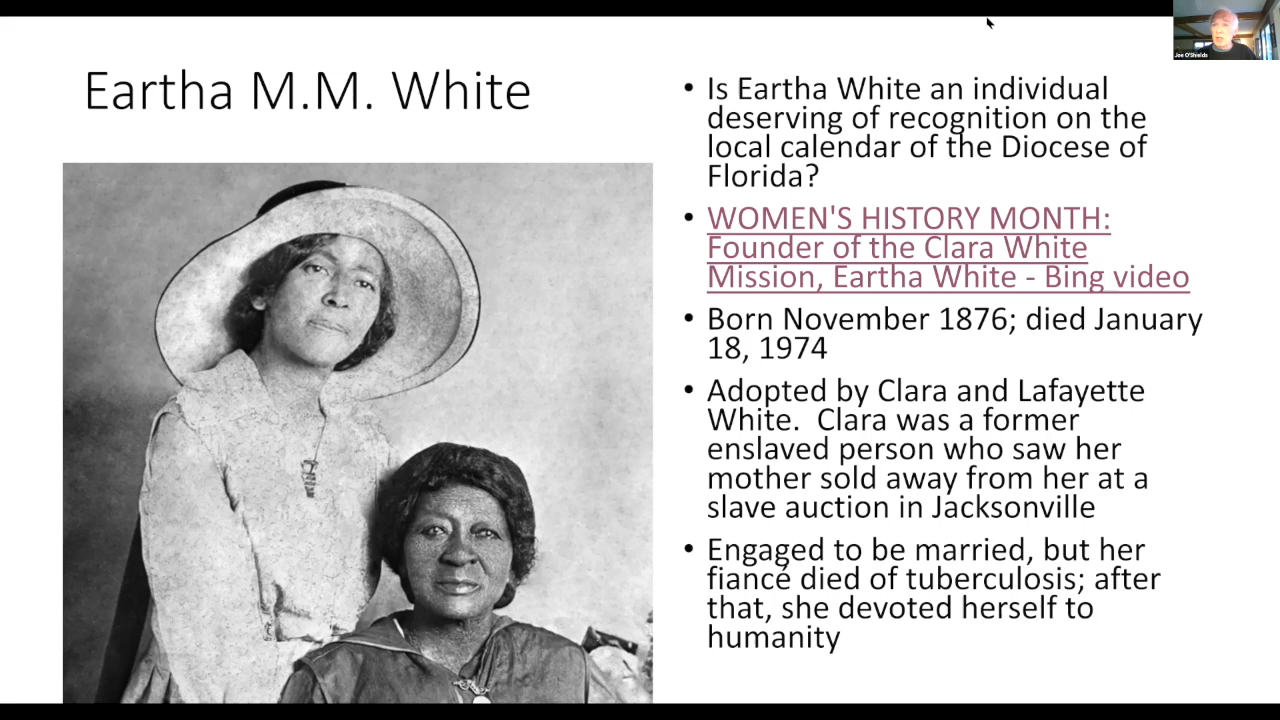 Joe O'Shields
Eartha M.M. White
• Is Eartha White an individual
deserving of recognition on the
local calendar of the Diocese of
Florida?
• WOMEN'S HISTORY MONTH:
Founder of the Clara White
Mission, Eartha White - Bing video
• Born November 1876; died January
18, 1974
• Adopted by Clara and Lafayette
White.  Clara was a former
enslaved person who saw her
mother sold away from her at a
slave auction in Jacksonville
• Engaged to be married, but her
fiancé died of tuberculosis; after
that, she devoted herself to
humanity